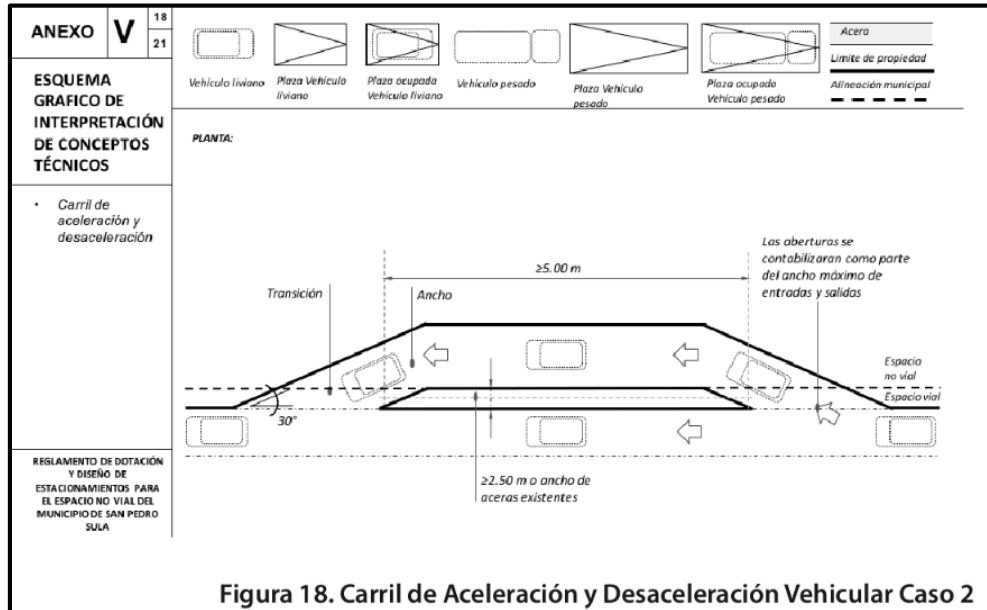 ANEXO V 18
21
ESQUEMA
GRAFICO DE
INTERPRETACIÓN
DE CONCEPTOS
TÉCNICOS
• Carril de
aceleración y
desaceleración
REGLAMENTO DE DOTACIÓN
Y DISEÑO DE
ESTACIONAMIENTOS PARA
EL ESPACIO NO VIAL DEL
MUNICIPIO DE SAN PEDRO
SULA
Vehículo liviano
Plaza Vehículo
liviano
Plaza ocupada
Vehículo liviano
Vehículo pesado
Plaza Vehículo
pesado
Plaza ocupada
Vehículo pesado
Acera
Limite de propiedad
Alineación municipal
PLANTA:
Las aberturas se
contabilizaran como parte
del ancho máximo de
entradas y salidas
≥5.00 m
Transición
Ancho
Espacio
no vial
Espacio vial
30°
≥2.50 m o ancho de
aceras existentes
Figura 18. Carril de Aceleración y Desaceleración Vehicular Caso 2